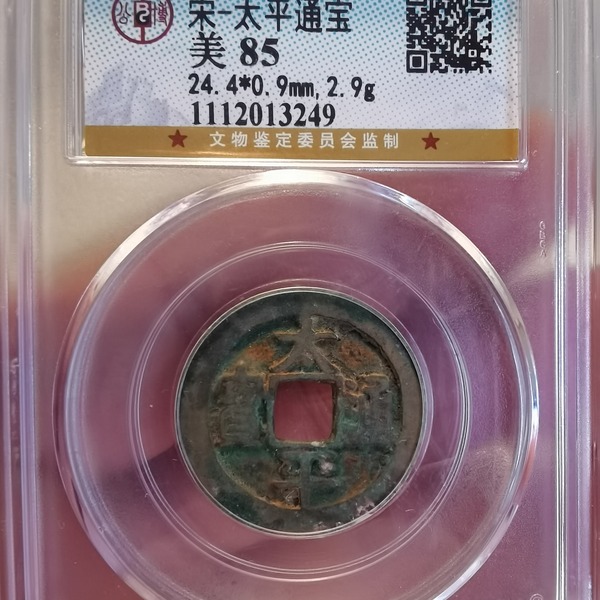 宋-太平通宝
美 85
24.4*0.9mm, 2.9g
1112013249
★ 文物鉴定委员会监制 ★
太
寳 通
平